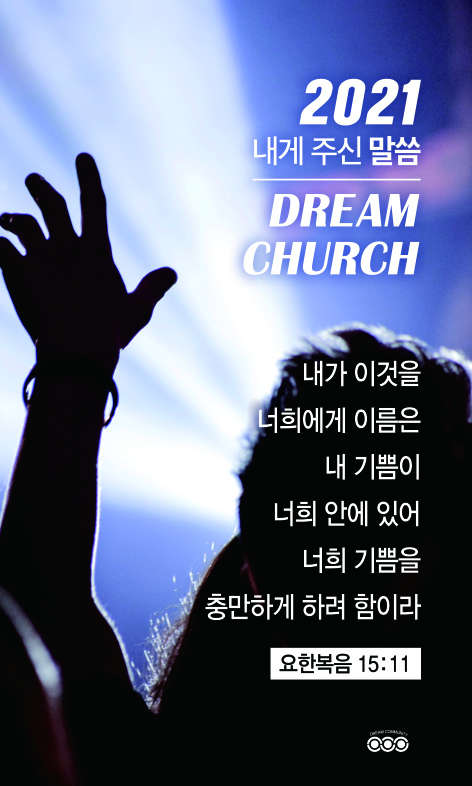 2021
내게 주신 말씀
DREAM
CHURCH
내가 이것을
너희에게 이름은
내 기쁨이
너희 안에 있어
너희 기쁨을
충만하게 하려 함이라
요한복음 15:11
DREAM COMMUNITY